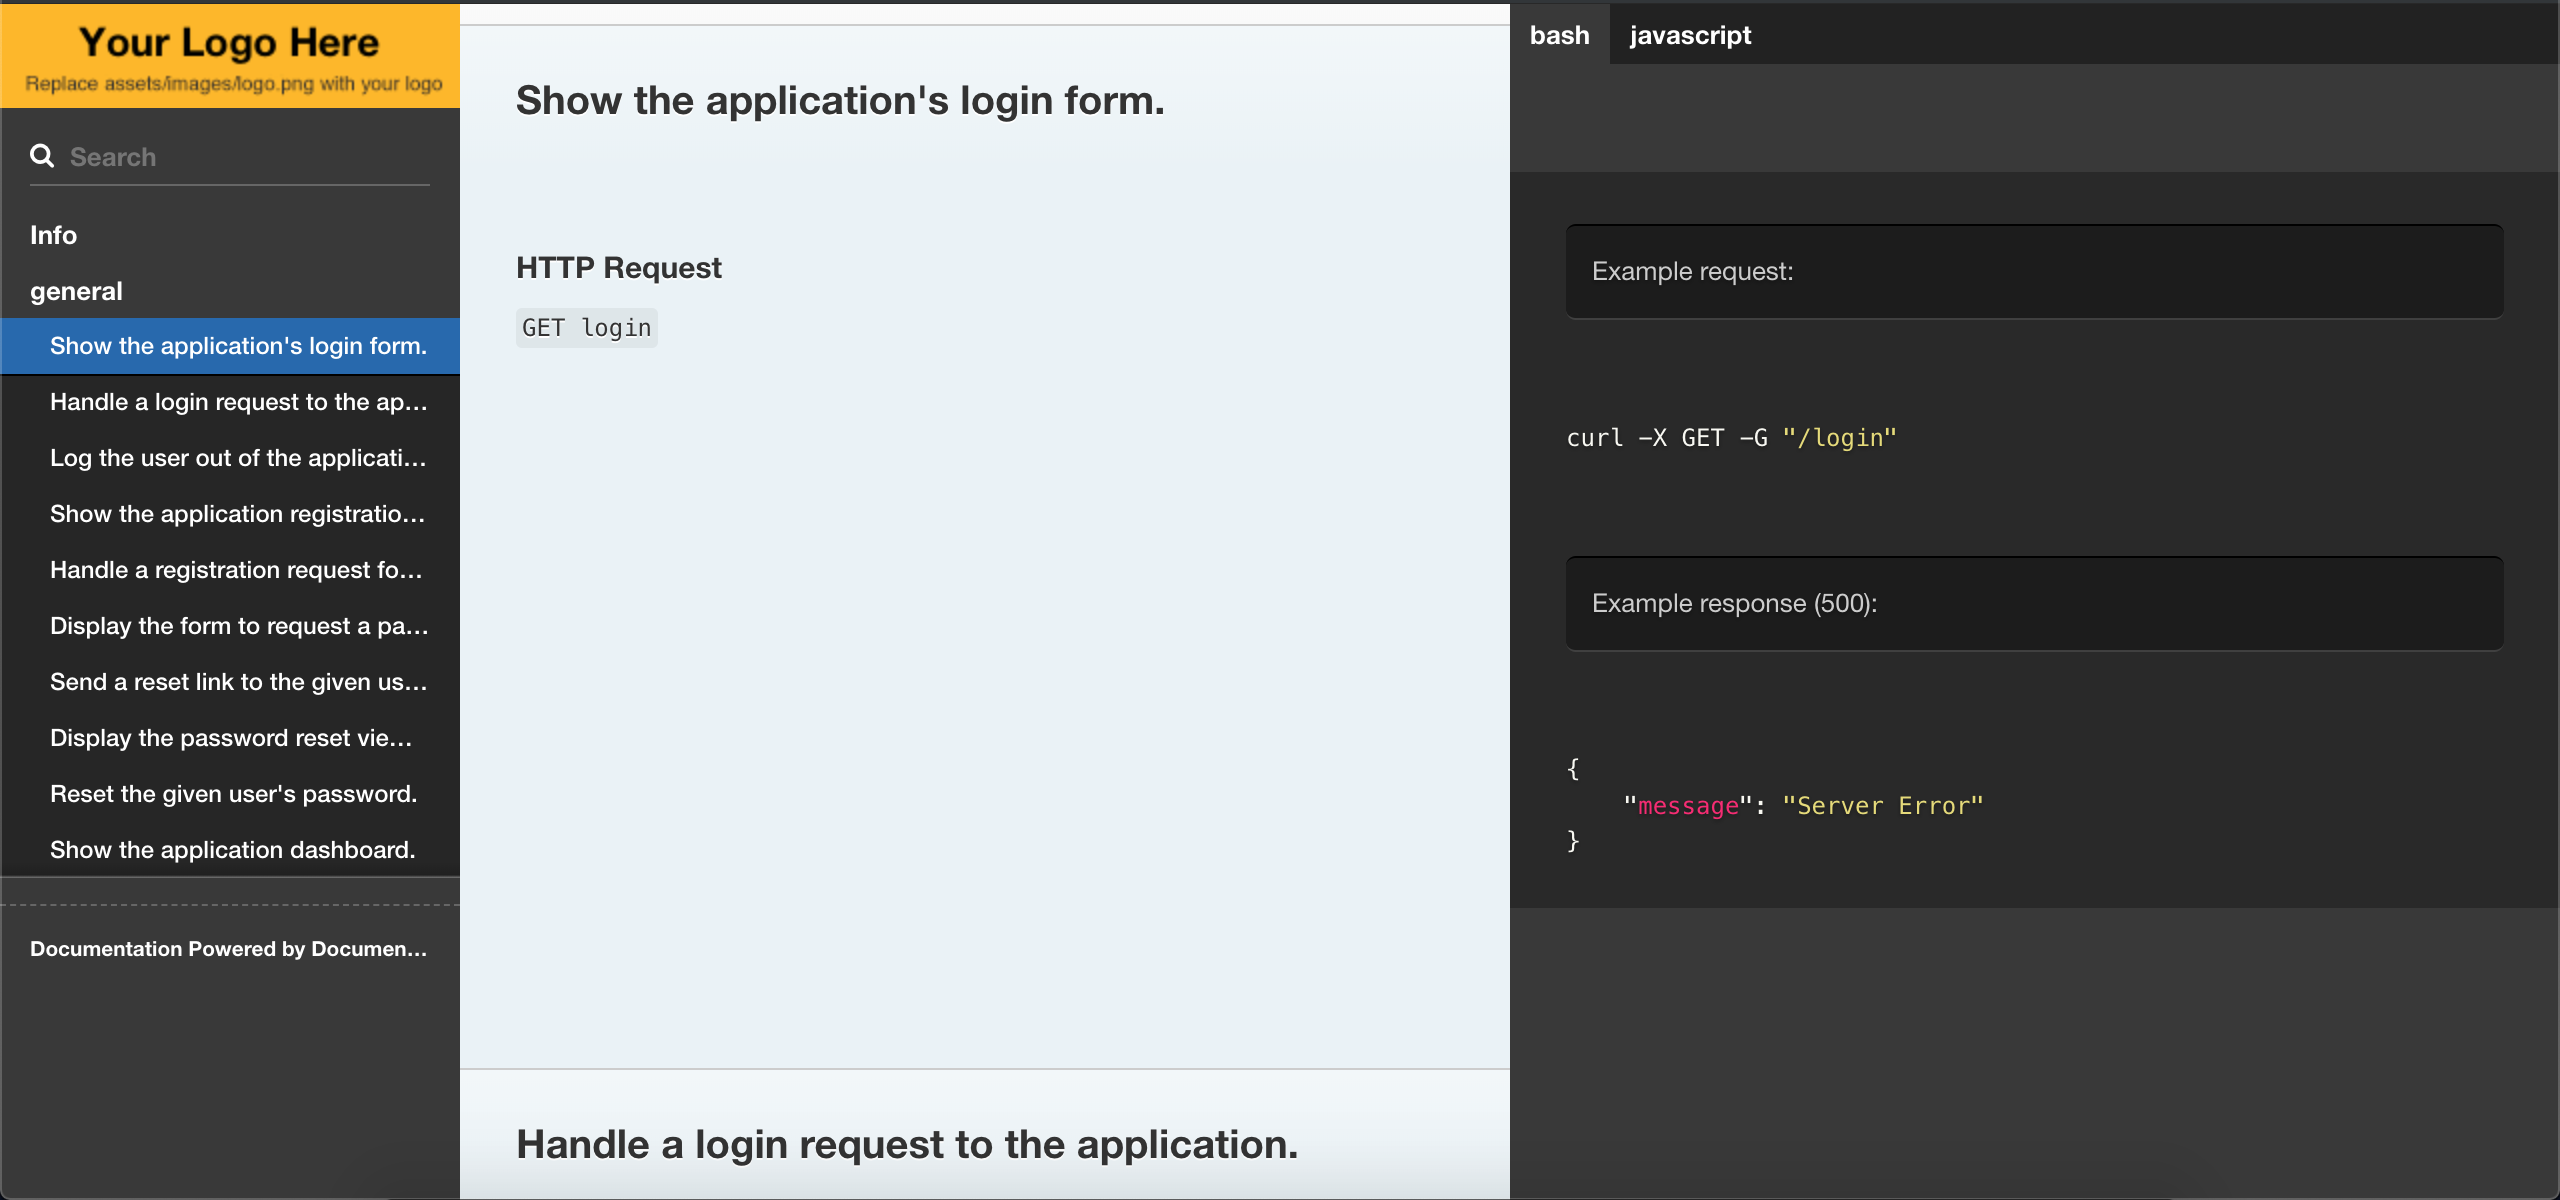 Your Logo Here
Replace assets/images/logo.png with your logo
Search
Info
general
Show the application's login form.
Handle a login request to the ap...
Log the user out of the applicati...
Show the application registratio...
Handle a registration request fo...
Display the form to request a pa...
Send a reset link to the given us...
Display the password reset vie...
Reset the given user's password.
Show the application dashboard.
Documentation Powered by Documen...
Show the application's login form.
HTTP Request
GET login
Handle a login request to the application.
bash javascript
Example request:
curl -X GET -G "/login"
Example response (500):
{
    "message": "Server Error"
}